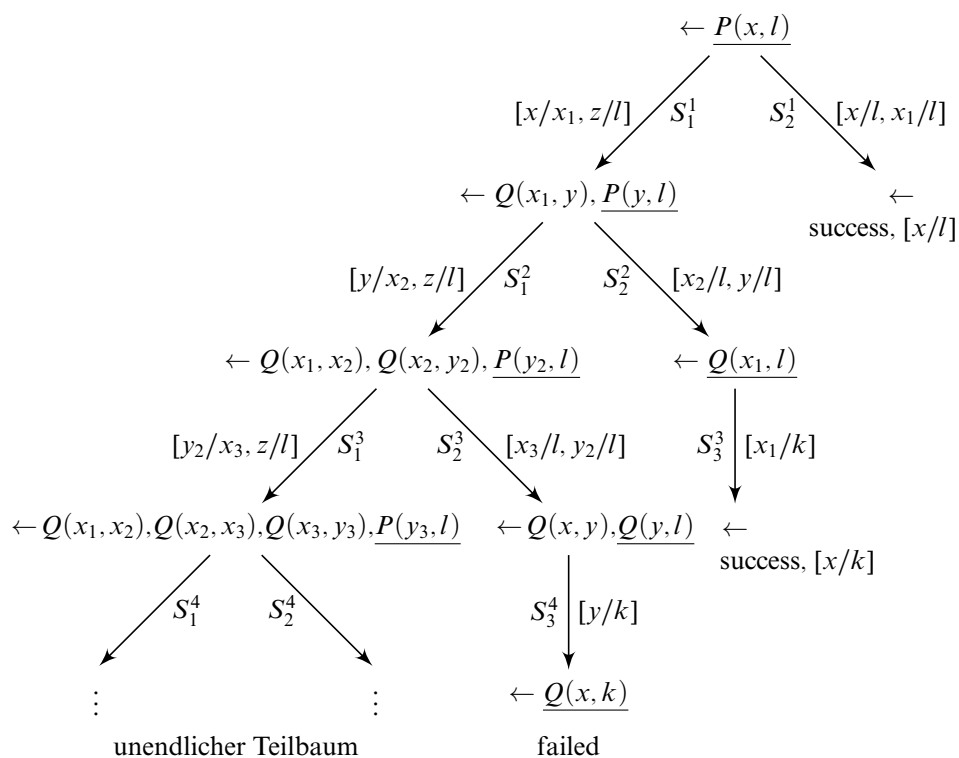 ← P(x, l)
[x/x₁, z/l] S₁¹ S₂¹ [x/l, x₁/l]
← Q(x₁, y), P(y, l) ←
success, [x/l]
[y/x₂, z/l] S₁² S₂² [x₂/l, y/l]
← Q(x₁, x₂), Q(x₂, y₂), P(y₂, l) ← Q(x₁, l)
[y₂/x₃, z/l] S₁³ S₂³ [x₃/l, y₂/l] S₃³ [x₁/k]
← Q(x₁, x₂), Q(x₂, x₃), Q(x₃, y₃), P(y₃, l) ← Q(x, y), Q(y, l) ←
success, [x/k]
S₁⁴ S₂⁴ S₃⁴ [y/k]
⋮ ⋮ ← Q(x, k)
unendlicher Teilbaum failed